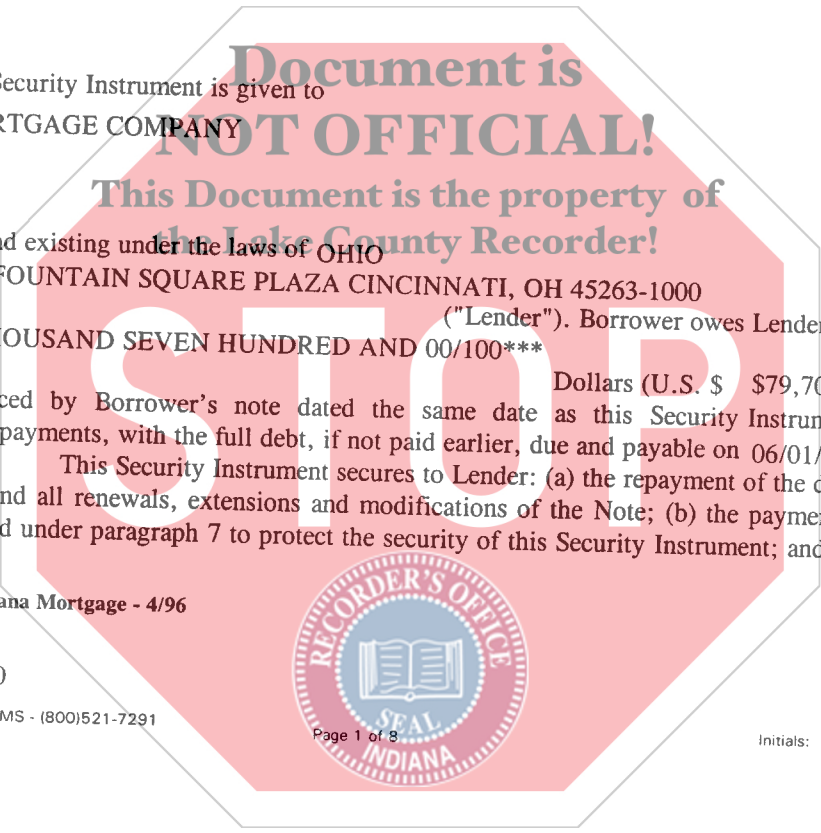 Document is
Security Instrument is given to
RTGAGE COMPANY
NOT OFFICIAL!
This Document is the property of
the Lake County Recorder!
nd existing under the laws of OHIO
FOUNTAIN SQUARE PLAZA CINCINNATI, OH 45263-1000
("Lender"). Borrower owes Lender
HOUSAND SEVEN HUNDRED AND 00/100***
Dollars (U.S. $ $79,70
STOP
ced by Borrower's note dated the same date as this Security Instrum
payments, with the full debt, if not paid earlier, due and payable on 06/01/
This Security Instrument secures to Lender: (a) the repayment of the d
nd all renewals, extensions and modifications of the Note; (b) the paymen
d under paragraph 7 to protect the security of this Security Instrument; and
ana Mortgage - 4/96
)
MS - (800)521-7291
RECORDER'S OFFICE
SEAL
INDIANA
Page 1 of 8
Initials: